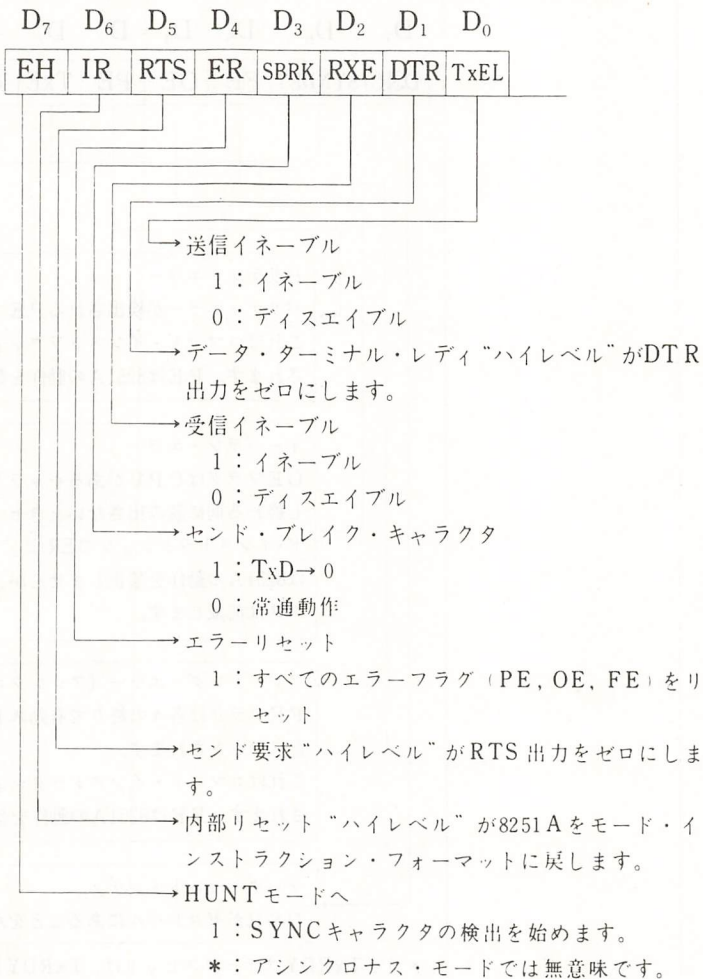 D₇ D₆ D₅ D₄ D₃ D₂ D₁ D₀
EH IR RTS ER SBRK RXE DTR TxEL
送信イネーブル
1：イネーブル
0：ディスエイブル
データ・ターミナル・レディ"ハイレベル"がDTR
出力をゼロにします。
受信イネーブル
1：イネーブル
0：ディスエイブル
センド・ブレイク・キャラクタ
1：TxD→0
0：常通動作
エラーリセット
1：すべてのエラーフラグ（PE, OE, FE）をリ
セット
センド要求"ハイレベル"がRTS出力をゼロにしま
す。
内部リセット"ハイレベル"が8251Aをモード・イ
ンストラクション・フォーマットに戻します。
HUNTモードへ
1：SYNCキャラクタの検出を始めます。
*：アシンクロナス・モードでは無意味です。